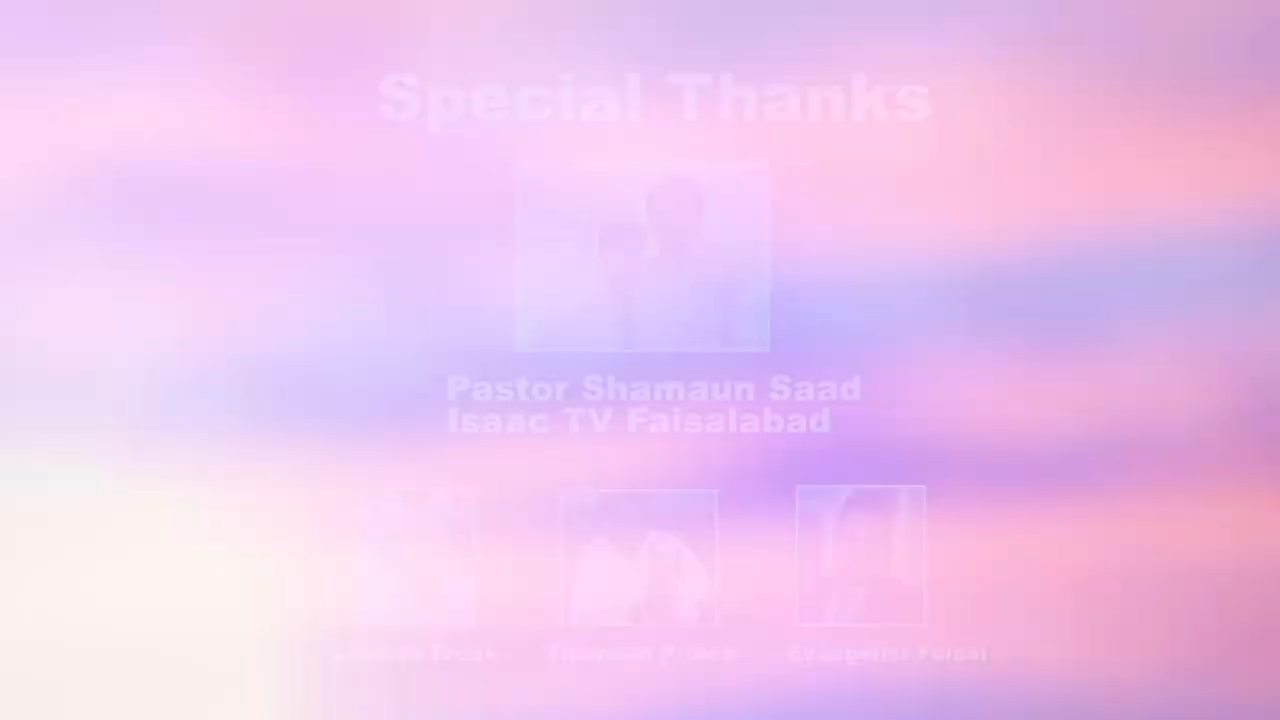 Special Thanks
Pastor Shamaun Saad
Isaac TV Faisalabad
Evangelist Faisal